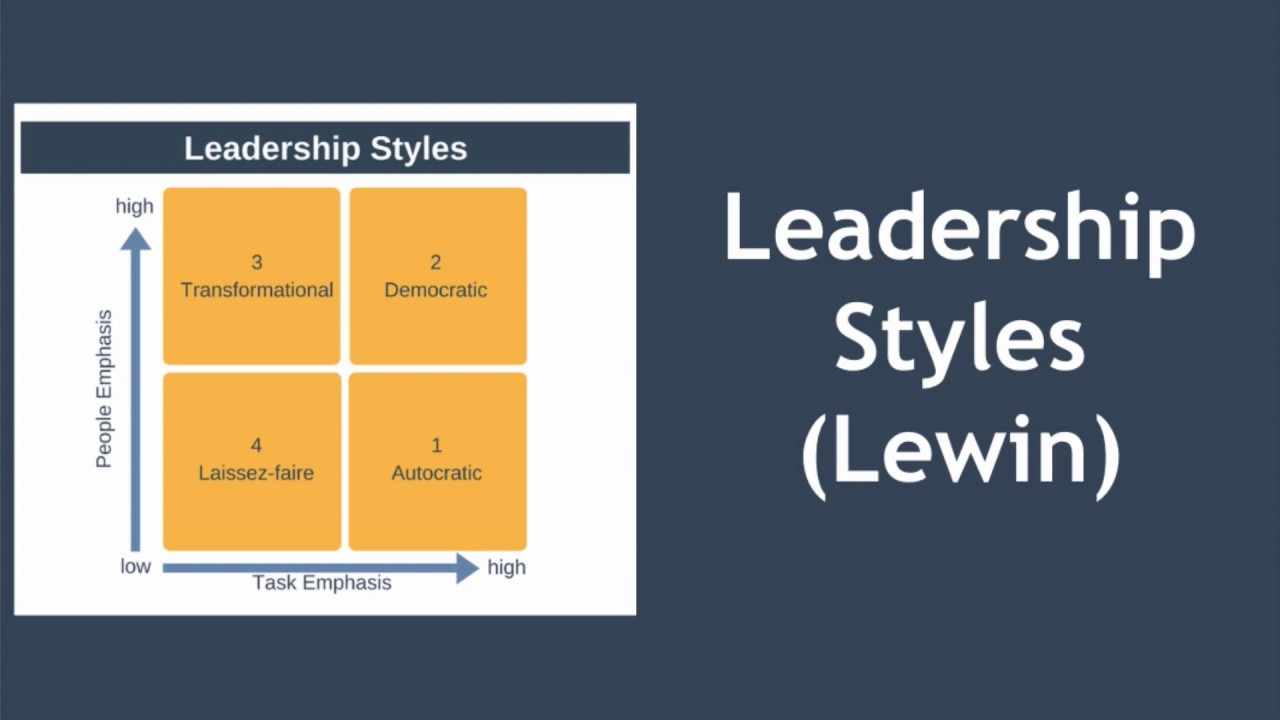 Leadership Styles
high
3
Transformational
2
Democratic
People Emphasis
4
Laissez-faire
1
Autocratic
low
high
Task Emphasis
Leadership
Styles
(Lewin)